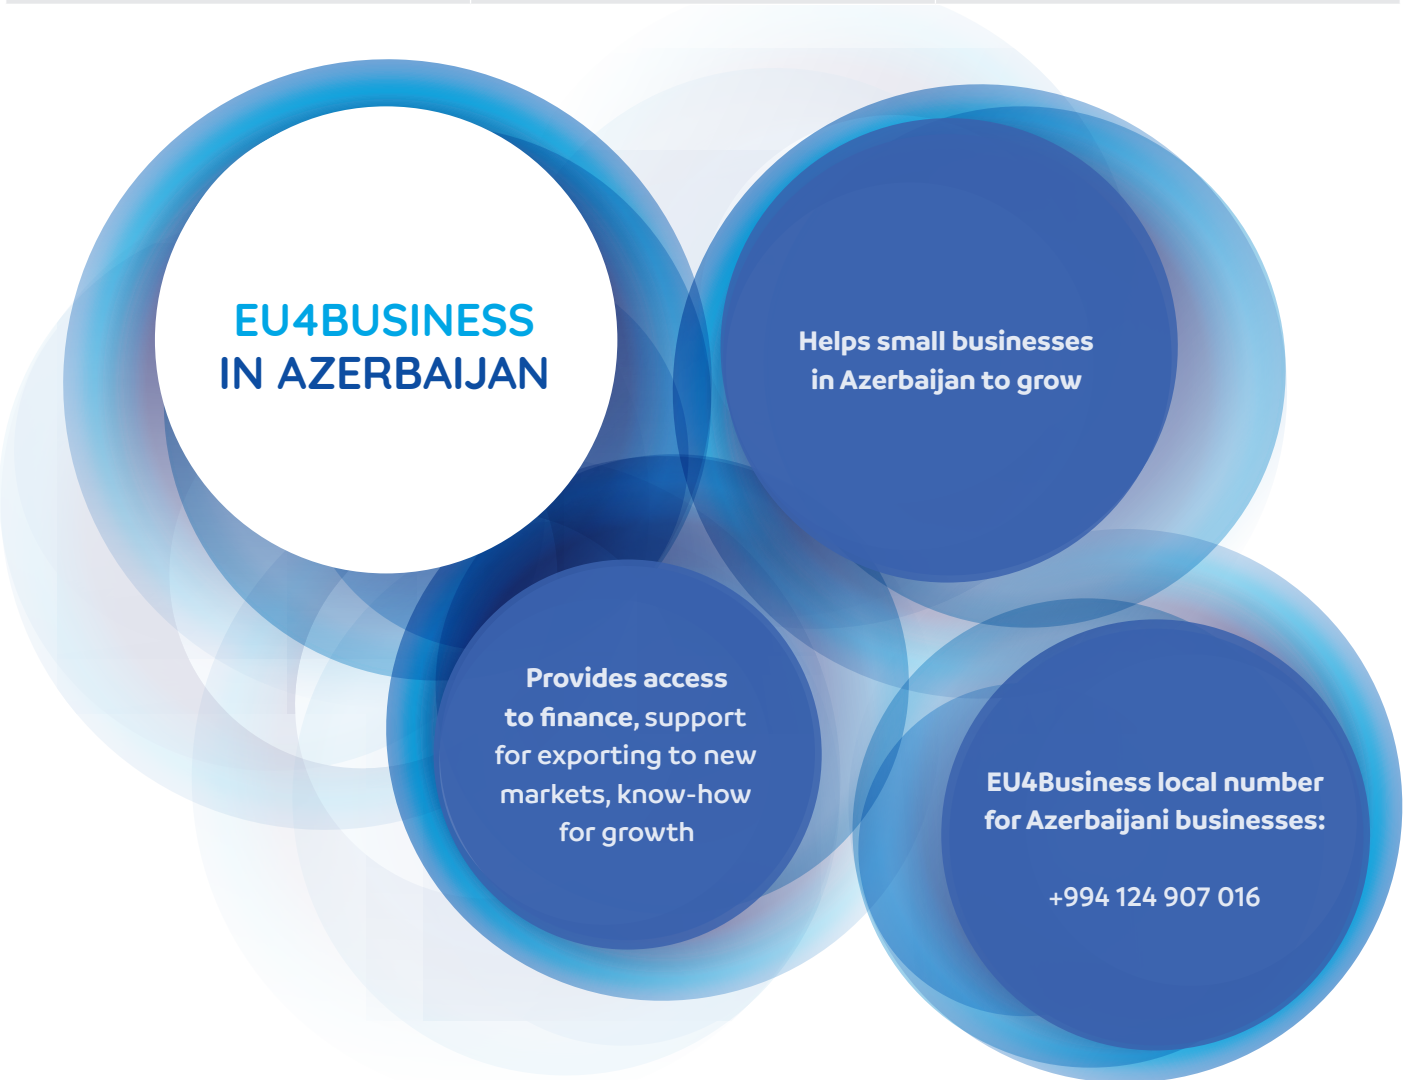 EU4BUSINESS
IN AZERBAIJAN
Helps small businesses
in Azerbaijan to grow
Provides access
to finance, support
for exporting to new
markets, know-how
for growth
EU4Business local number
for Azerbaijani businesses:
+994 124 907 016